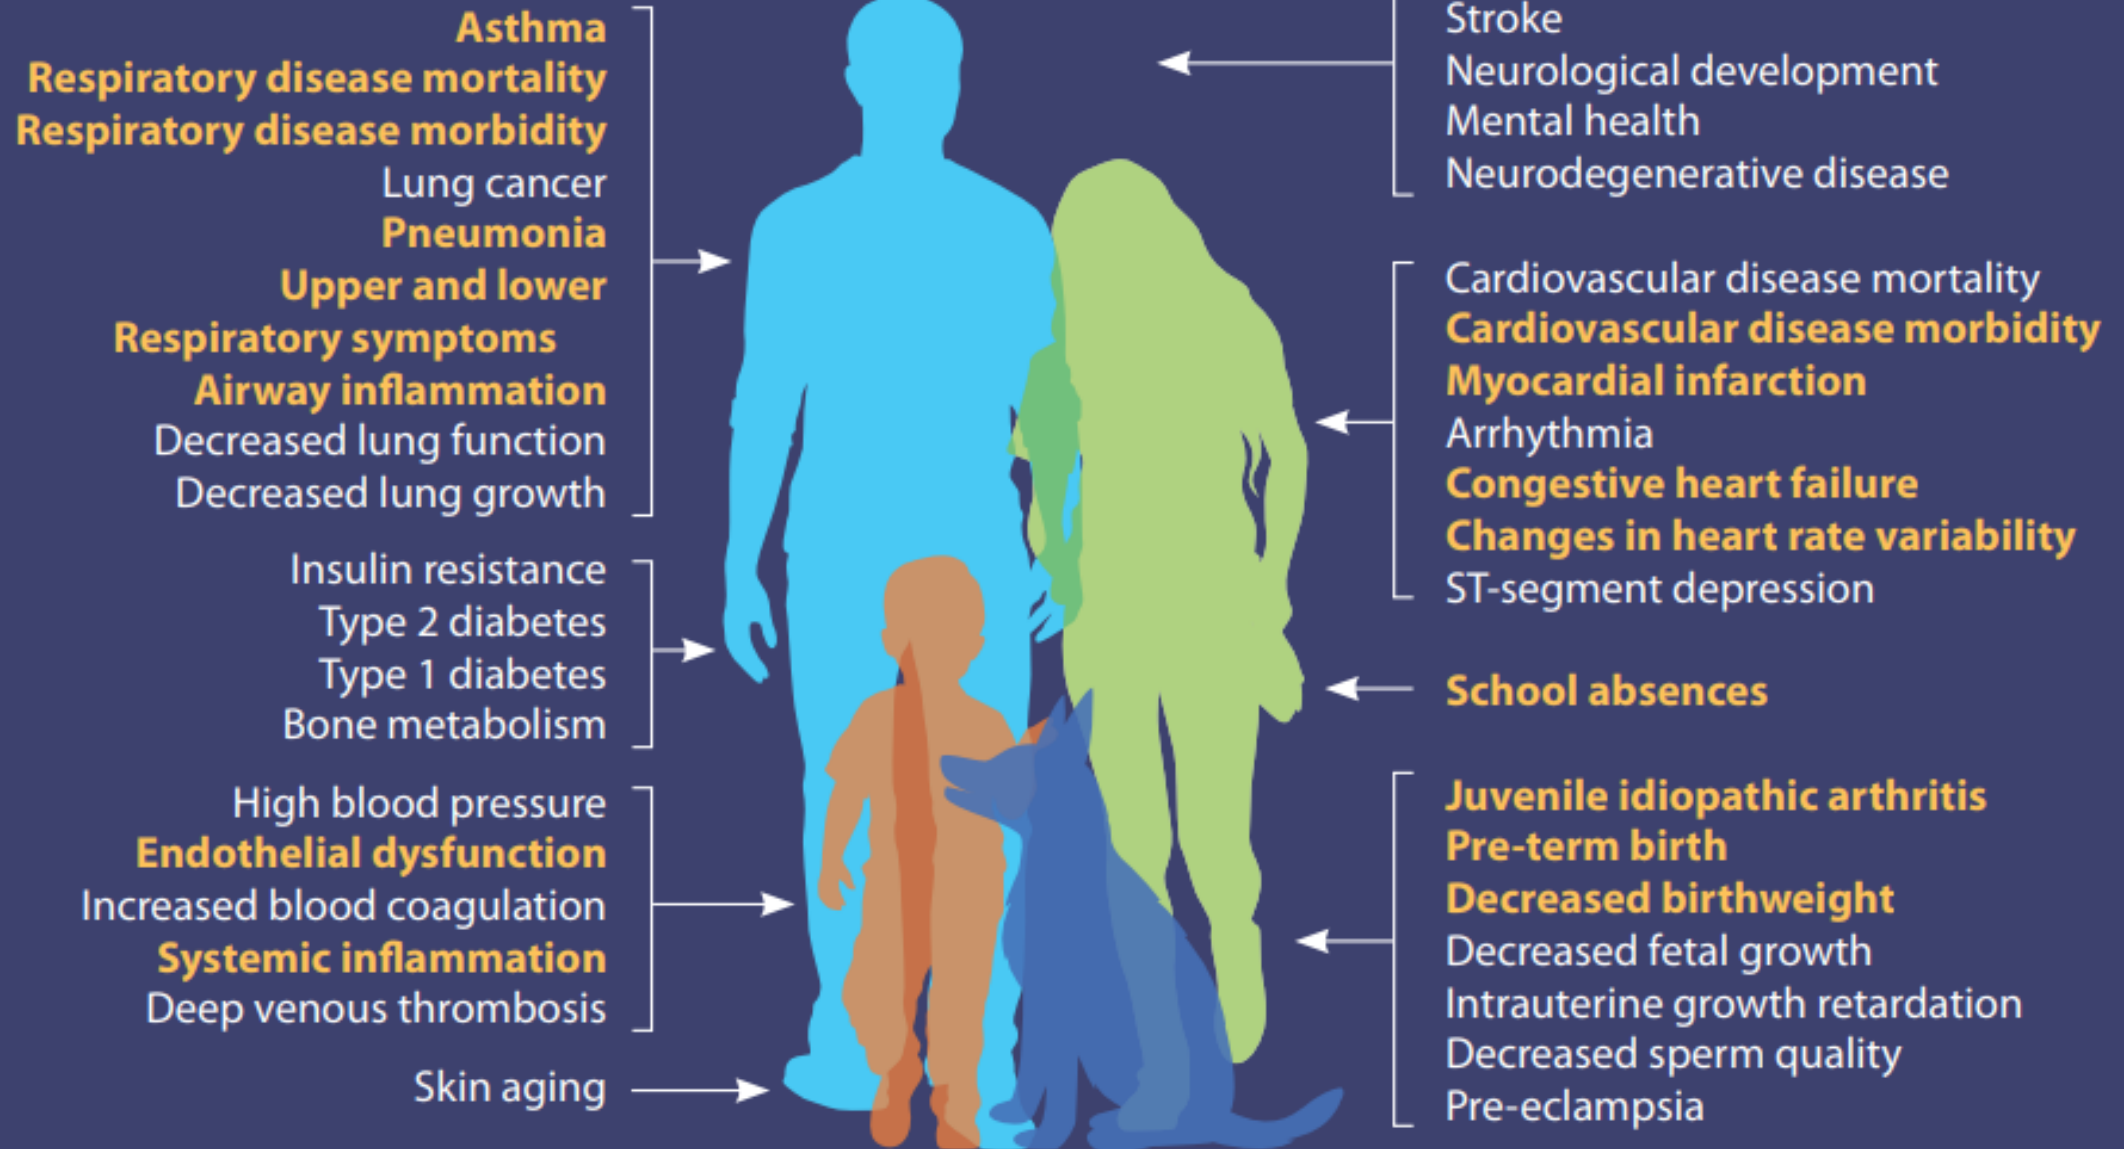 Asthma
Respiratory disease mortality
Respiratory disease morbidity
Lung cancer
Pneumonia
Upper and lower
Respiratory symptoms
Airway inflammation
Decreased lung function
Decreased lung growth
Insulin resistance
Type 2 diabetes
Type 1 diabetes
Bone metabolism
High blood pressure
Endothelial dysfunction
Increased blood coagulation
Systemic inflammation
Deep venous thrombosis
Skin aging
Stroke
Neurological development
Mental health
Neurodegenerative disease
Cardiovascular disease mortality
Cardiovascular disease morbidity
Myocardial infarction
Arrhythmia
Congestive heart failure
Changes in heart rate variability
ST-segment depression
School absences
Juvenile idiopathic arthritis
Pre-term birth
Decreased birthweight
Decreased fetal growth
Intrauterine growth retardation
Decreased sperm quality
Pre-eclampsia